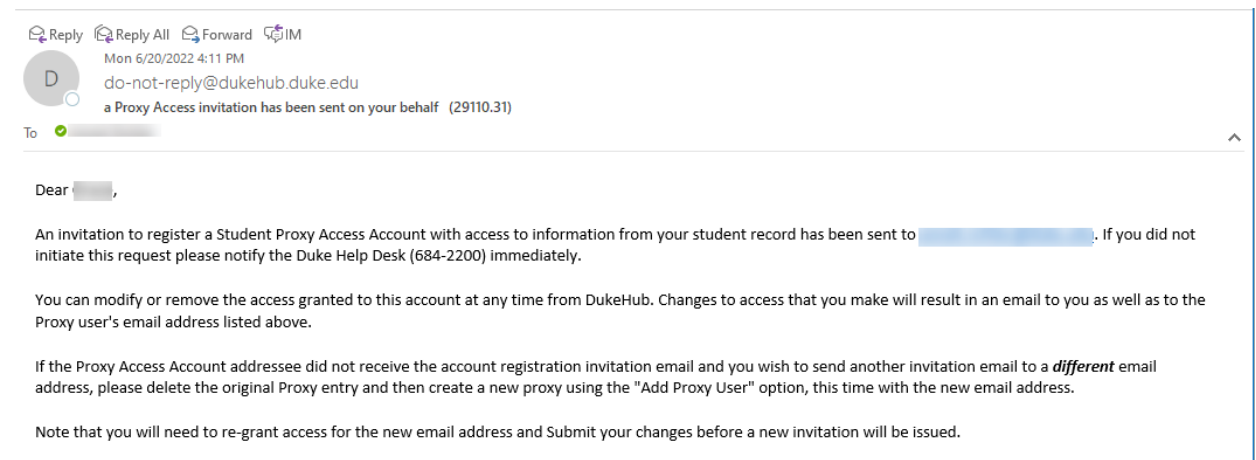 Reply Reply All Forward IM
Mon 6/20/2022 4:11 PM
D
do-not-reply@dukehub.duke.edu
a Proxy Access invitation has been sent on your behalf (29110.31)
To
Dear ,
An invitation to register a Student Proxy Access Account with access to information from your student record has been sent to . If you did not
initiate this request please notify the Duke Help Desk (684-2200) immediately.
You can modify or remove the access granted to this account at any time from DukeHub. Changes to access that you make will result in an email to you as well as to the
Proxy user's email address listed above.
If the Proxy Access Account addressee did not receive the account registration invitation email and you wish to send another invitation email to a different email
address, please delete the original Proxy entry and then create a new proxy using the "Add Proxy User" option, this time with the new email address.
Note that you will need to re-grant access for the new email address and Submit your changes before a new invitation will be issued.